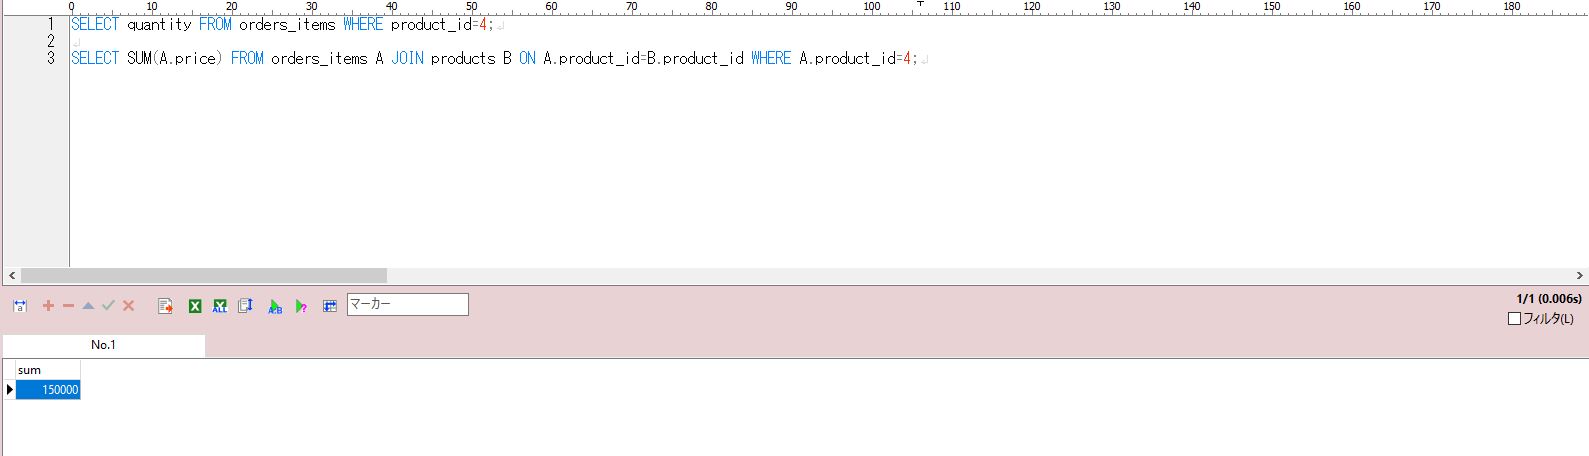 0 10 20 30 40 50 60 70 80 90 100 110 120 130 140 150 160 170 180
1 SELECT quantity FROM orders_items WHERE product_id=4;
2
3 SELECT SUM(A.price) FROM orders_items A JOIN products B ON A.product_id=B.product_id WHERE A.product_id=4;
マーカー
1/1 (0.006s)
フィルタ(L)
No.1
sum
150000